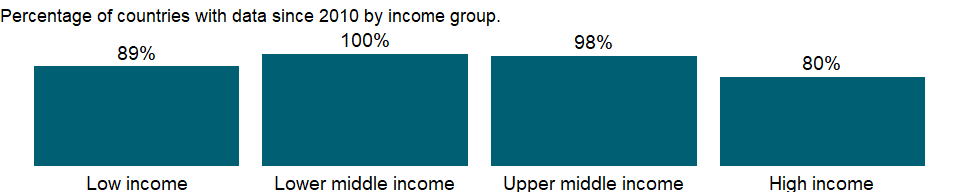 Percentage of countries with data since 2010 by income group.
89%
100%
98%
80%
Low income
Lower middle income
Upper middle income
High income